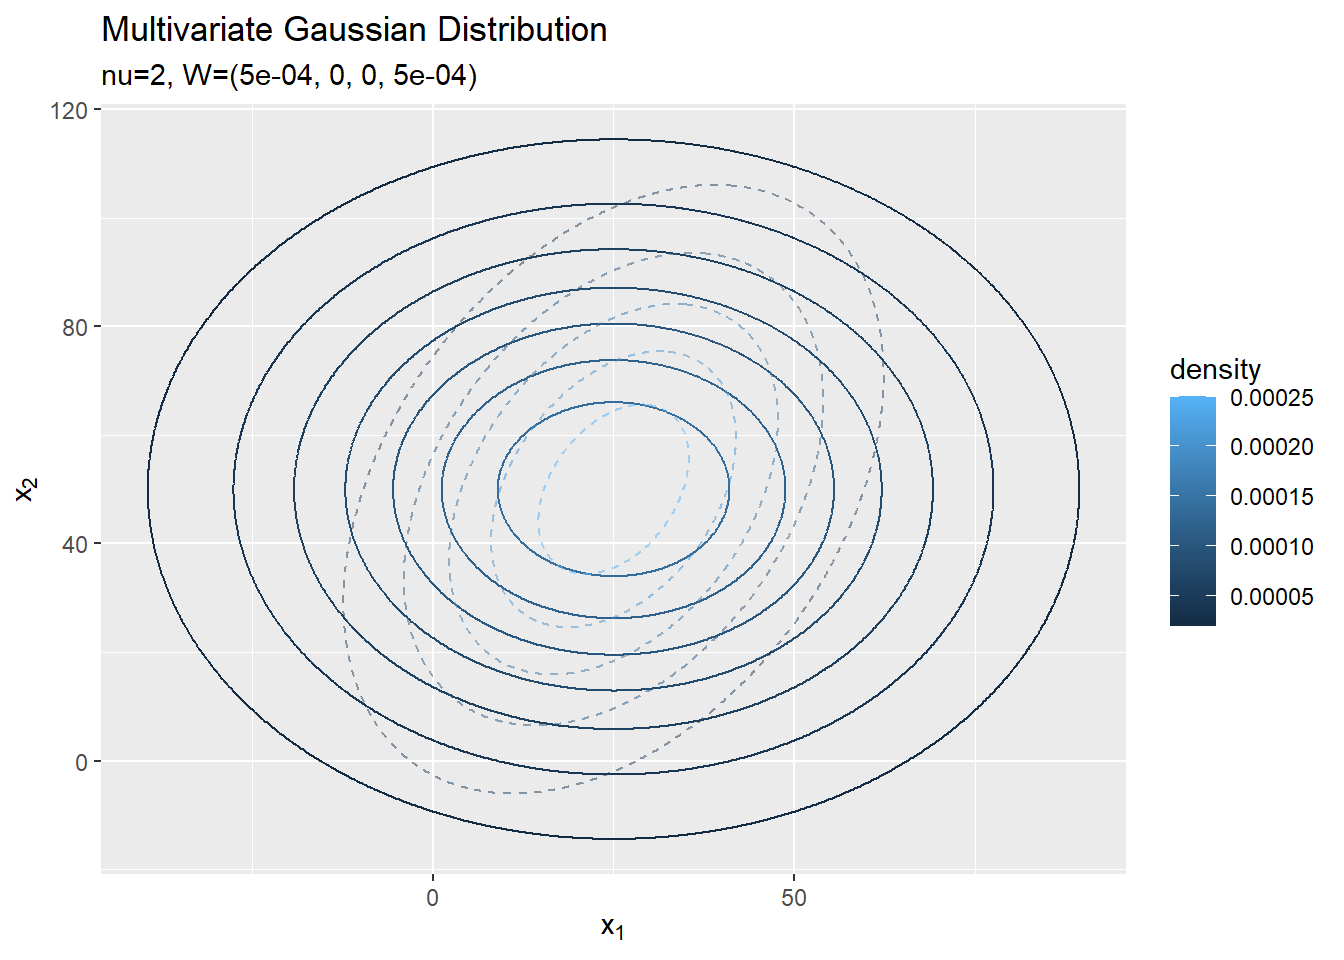 Multivariate Gaussian Distribution
nu=2, W=(5e-04, 0, 0, 5e-04)
120
80
40
0
x₂
0
50
x₁
density
0.00025
0.00020
0.00015
0.00010
0.00005